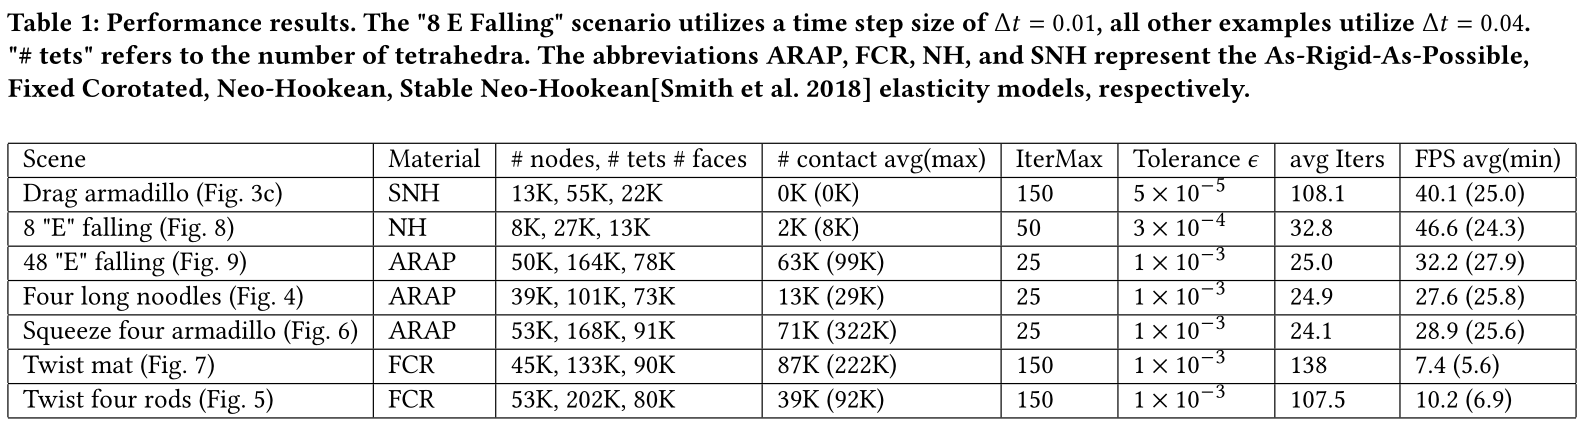 Table 1: Performance results. The "8 E Falling" scenario utilizes a time step size of Δt = 0.01, all other examples utilize Δt = 0.04.
"# tets" refers to the number of tetrahedra. The abbreviations ARAP, FCR, NH, and SNH represent the As-Rigid-As-Possible,
Fixed Corotated, Neo-Hookean, Stable Neo-Hookean[Smith et al. 2018] elasticity models, respectively.
Scene Material # nodes, # tets # faces # contact avg(max) IterMax Tolerance ϵ avg Iters FPS avg(min)
Drag armadillo (Fig. 3c) SNH 13K, 55K, 22K 0K (0K) 150 5 × 10⁻⁵ 108.1 40.1 (25.0)
8 "E" falling (Fig. 8) NH 8K, 27K, 13K 2K (8K) 50 3 × 10⁻⁴ 32.8 46.6 (24.3)
48 "E" falling (Fig. 9) ARAP 50K, 164K, 78K 63K (99K) 25 1 × 10⁻³ 25.0 32.2 (27.9)
Four long noodles (Fig. 4) ARAP 39K, 101K, 73K 13K (29K) 25 1 × 10⁻³ 24.9 27.6 (25.8)
Squeeze four armadillo (Fig. 6) ARAP 53K, 168K, 91K 71K (322K) 25 1 × 10⁻³ 24.1 28.9 (25.6)
Twist mat (Fig. 7) FCR 45K, 133K, 90K 87K (222K) 150 1 × 10⁻³ 138 7.4 (5.6)
Twist four rods (Fig. 5) FCR 53K, 202K, 80K 39K (92K) 150 1 × 10⁻³ 107.5 10.2 (6.9)